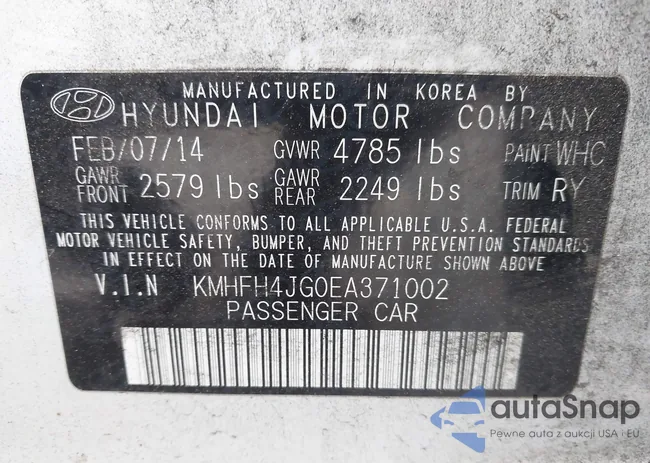 MANUFACTURED IN KOREA BY
HYUNDAI MOTOR COMPANY
FEB/07/14 GVWR 4785 lbs PAINT WHC
GAWR FRONT 2579 lbs GAWR REAR 2249 lbs TRIM RY
THIS VEHICLE CONFORMS TO ALL APPLICABLE U.S.A. FEDERAL
MOTOR VEHICLE SAFETY, BUMPER, AND THEFT PREVENTION STANDARDS
IN EFFECT ON THE DATE OF MANUFACTURE SHOWN ABOVE
V.I.N KMHFH4JG0EA371002
PASSENGER CAR
autaSnap
Pewne auta z aukcji USA i EU